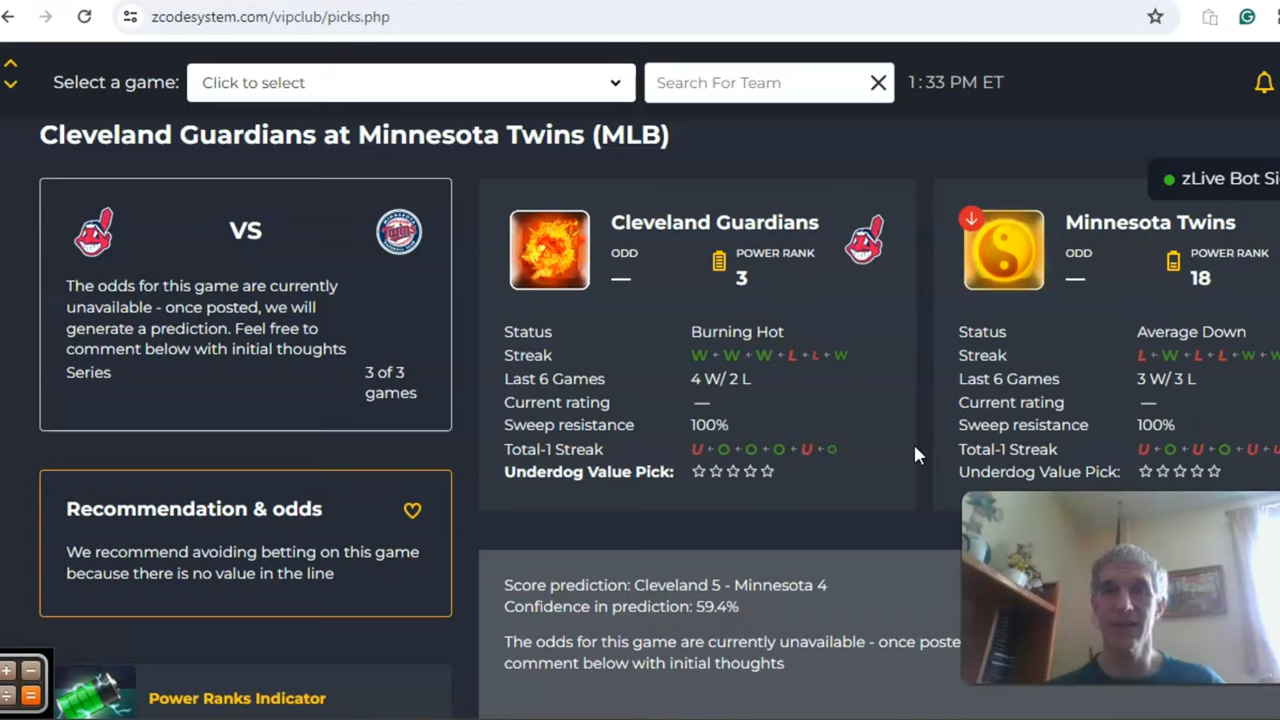 zcodesystem.com/vipclub/picks.php
Select a game:
Click to select
Search For Team
1:33 PM ET
Cleveland Guardians at Minnesota Twins (MLB)
zLive Bot Si
VS
The odds for this game are currently
unavailable - once posted, we will
generate a prediction. Feel free to
comment below with initial thoughts
Series
3 of 3
games
Cleveland Guardians
ODD
—
POWER RANK
3
Status Burning Hot
Streak W W W L L W
Last 6 Games 4 W/ 2 L
Current rating —
Sweep resistance 100%
Total-1 Streak U O O O U O
Underdog Value Pick: ☆☆☆☆☆
Minnesota Twins
ODD
—
POWER RANK
18
Status Average Down
Streak L W L L W W
Last 6 Games 3 W/ 3 L
Current rating —
Sweep resistance 100%
Total-1 Streak U O U O U
Underdog Value Pick: ☆☆☆☆☆
Recommendation & odds
We recommend avoiding betting on this game
because there is no value in the line
Score prediction: Cleveland 5 - Minnesota 4
Confidence in prediction: 59.4%
The odds for this game are currently unavailable - once poste
comment below with initial thoughts
Power Ranks Indicator